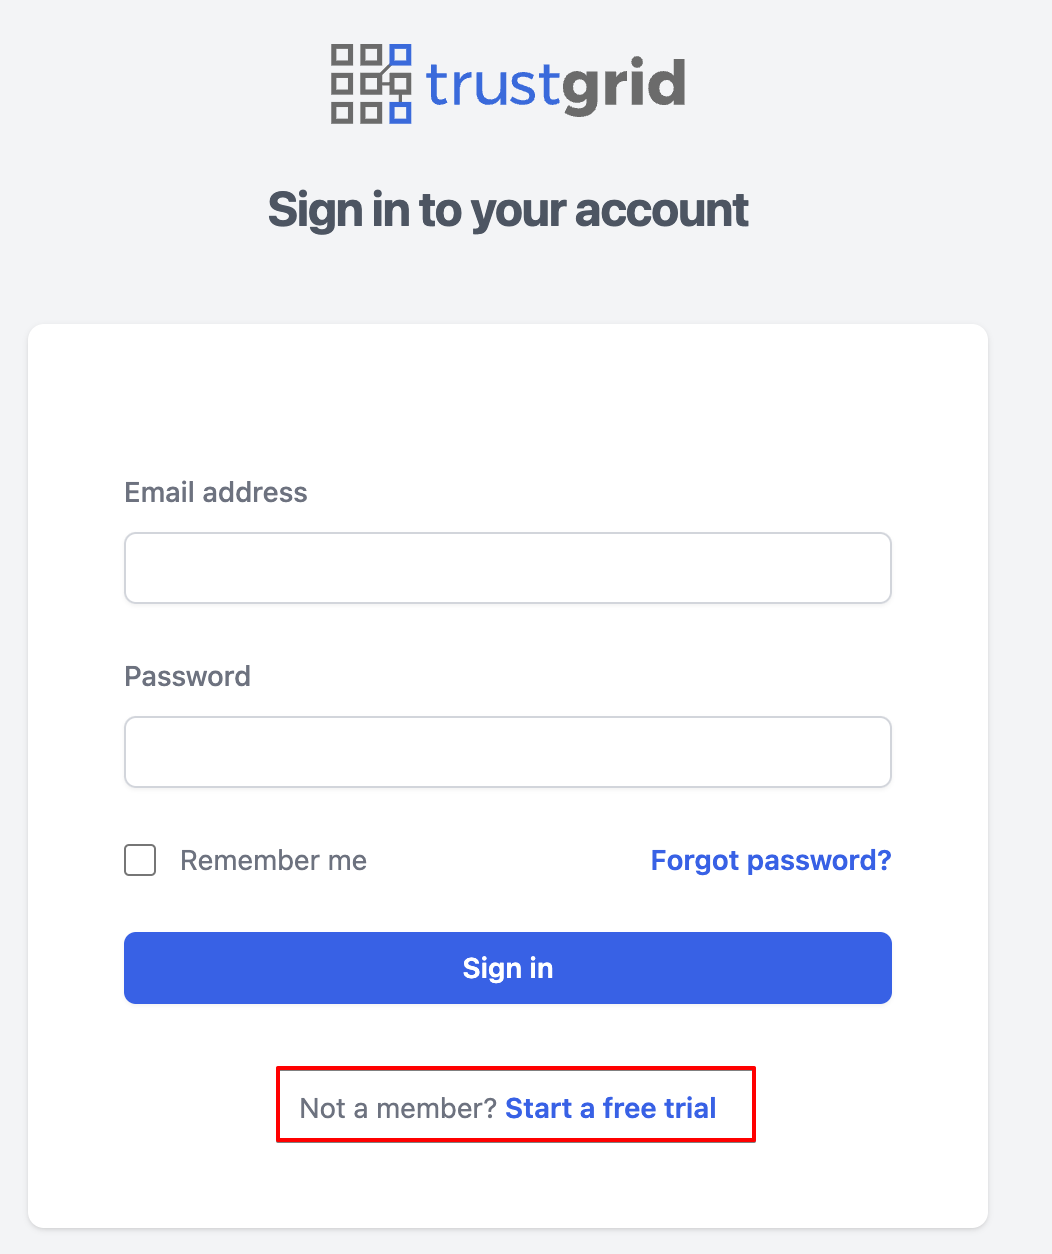 trustgrid
Sign in to your account
Email address
Password
Remember me
Forgot password?
Sign in
Not a member? Start a free trial